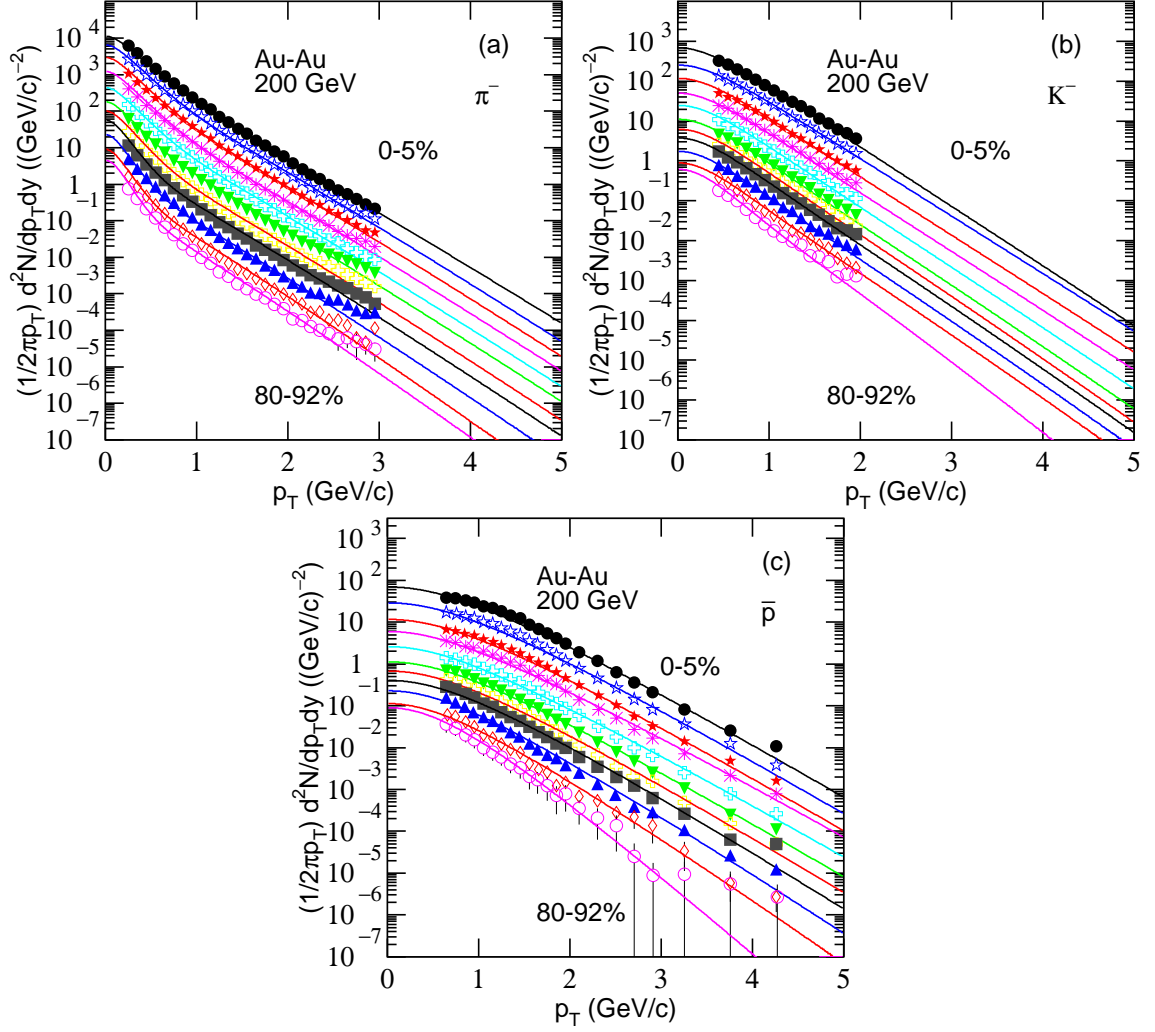 (a)
Au-Au
200 GeV
π⁻
0-5%
80-92%
10⁴
10³
10²
10
1
10⁻¹
10⁻²
10⁻³
10⁻⁴
10⁻⁵
10⁻⁶
10⁻⁷
(1/2πp_T) d²N/dp_Tdy ((GeV/c)⁻²)
0 1 2 3 4 5
p_T (GeV/c)
(b)
Au-Au
200 GeV
K⁻
0-5%
80-92%
10³
10²
10
1
10⁻¹
10⁻²
10⁻³
10⁻⁴
10⁻⁵
10⁻⁶
10⁻⁷
(1/2πp_T) d²N/dp_Tdy ((GeV/c)⁻²)
0 1 2 3 4 5
p_T (GeV/c)
(c)
Au-Au
200 GeV
p̅
0-5%
80-92%
10³
10²
10
1
10⁻¹
10⁻²
10⁻³
10⁻⁴
10⁻⁵
10⁻⁶
10⁻⁷
(1/2πp_T) d²N/dp_Tdy ((GeV/c)⁻²)
0 1 2 3 4 5
p_T (GeV/c)